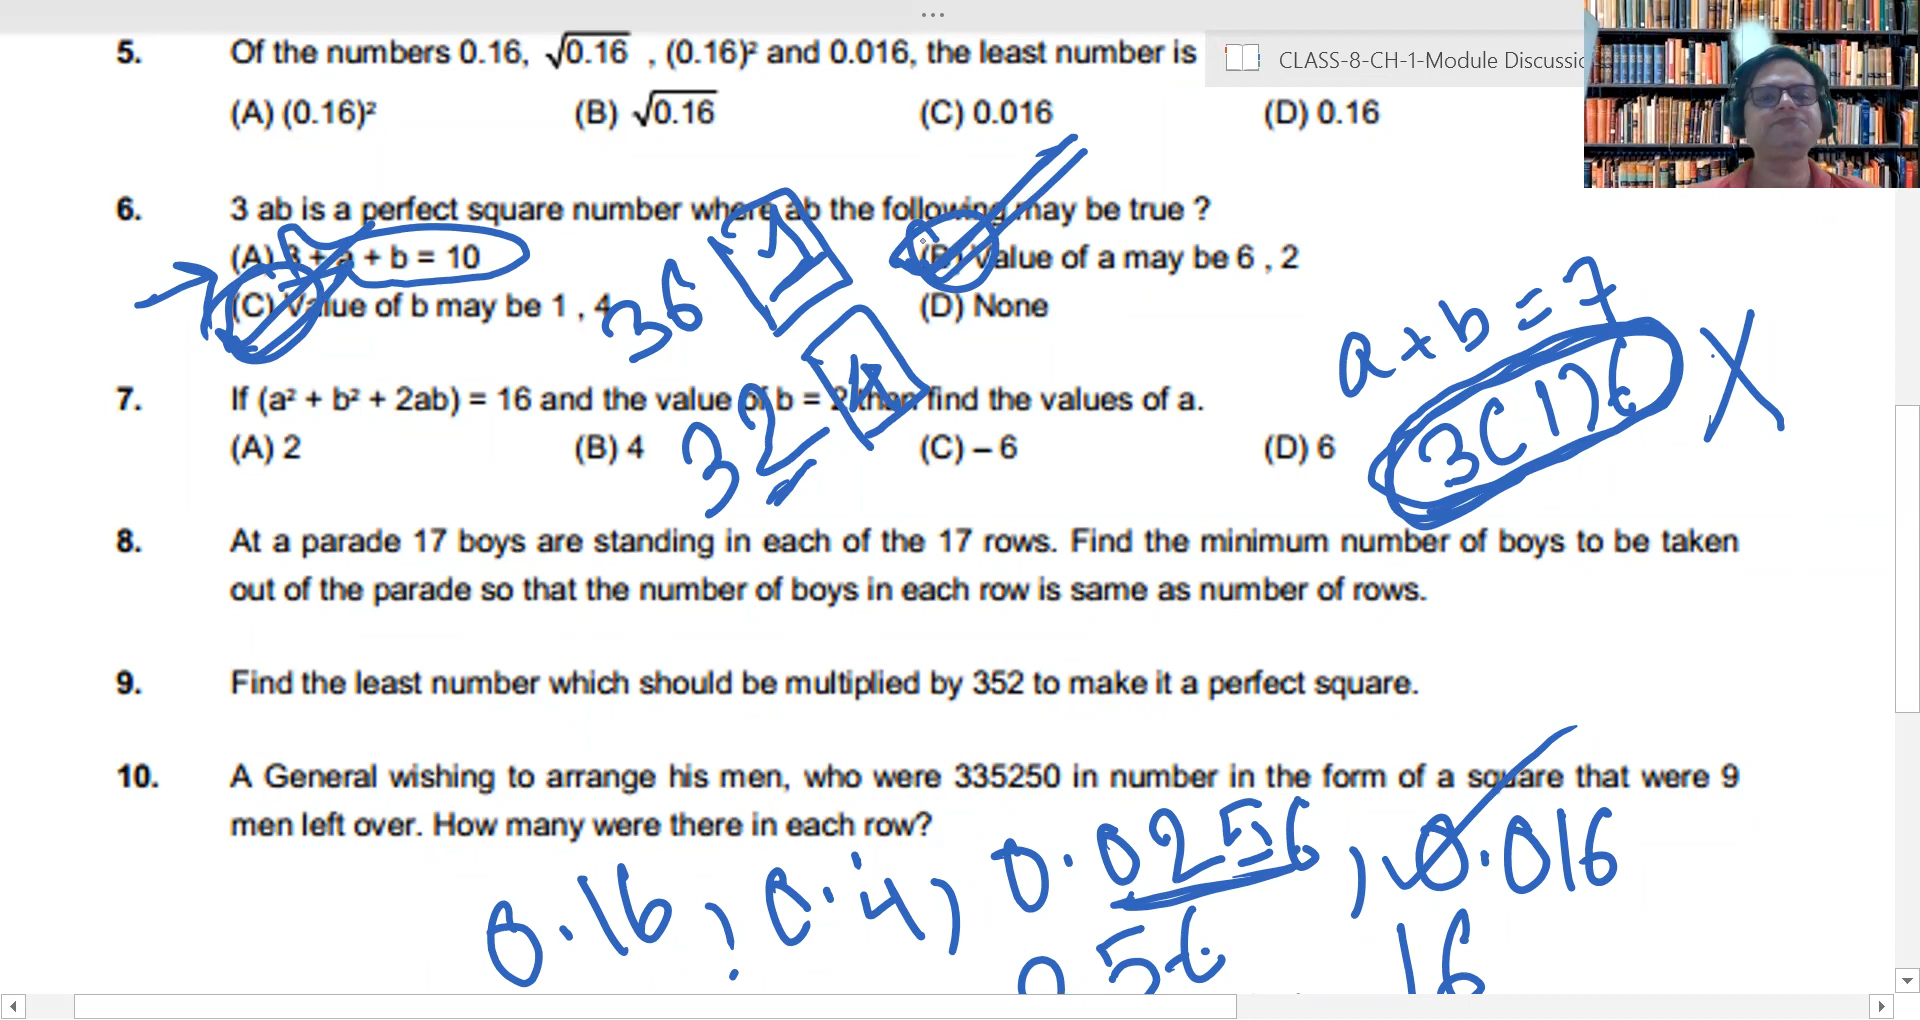 5. Of the numbers 0.16, √0.16 , (0.16)² and 0.016, the least number is
CLASS-8-CH-1-Module Discussio
(A) (0.16)² (B) √0.16 (C) 0.016 (D) 0.16
6. 3 ab is a perfect square number where ab the following may be true ?
(A) 3 + a + b = 10 (B) Value of a may be 6 , 2
(C) Value of b may be 1 , 4 (D) None
36 1
a + b = 7
3( 1 ) 6 X
32 4
7. If (a² + b² + 2ab) = 16 and the value of b = 2 then find the values of a.
(A) 2 (B) 4 (C) – 6 (D) 6
8. At a parade 17 boys are standing in each of the 17 rows. Find the minimum number of boys to be taken
out of the parade so that the number of boys in each row is same as number of rows.
9. Find the least number which should be multiplied by 352 to make it a perfect square.
10. A General wishing to arrange his men, who were 335250 in number in the form of a square that were 9
men left over. How many were there in each row?
0.16 , 0.4 , 0.0256 , 0.016
16